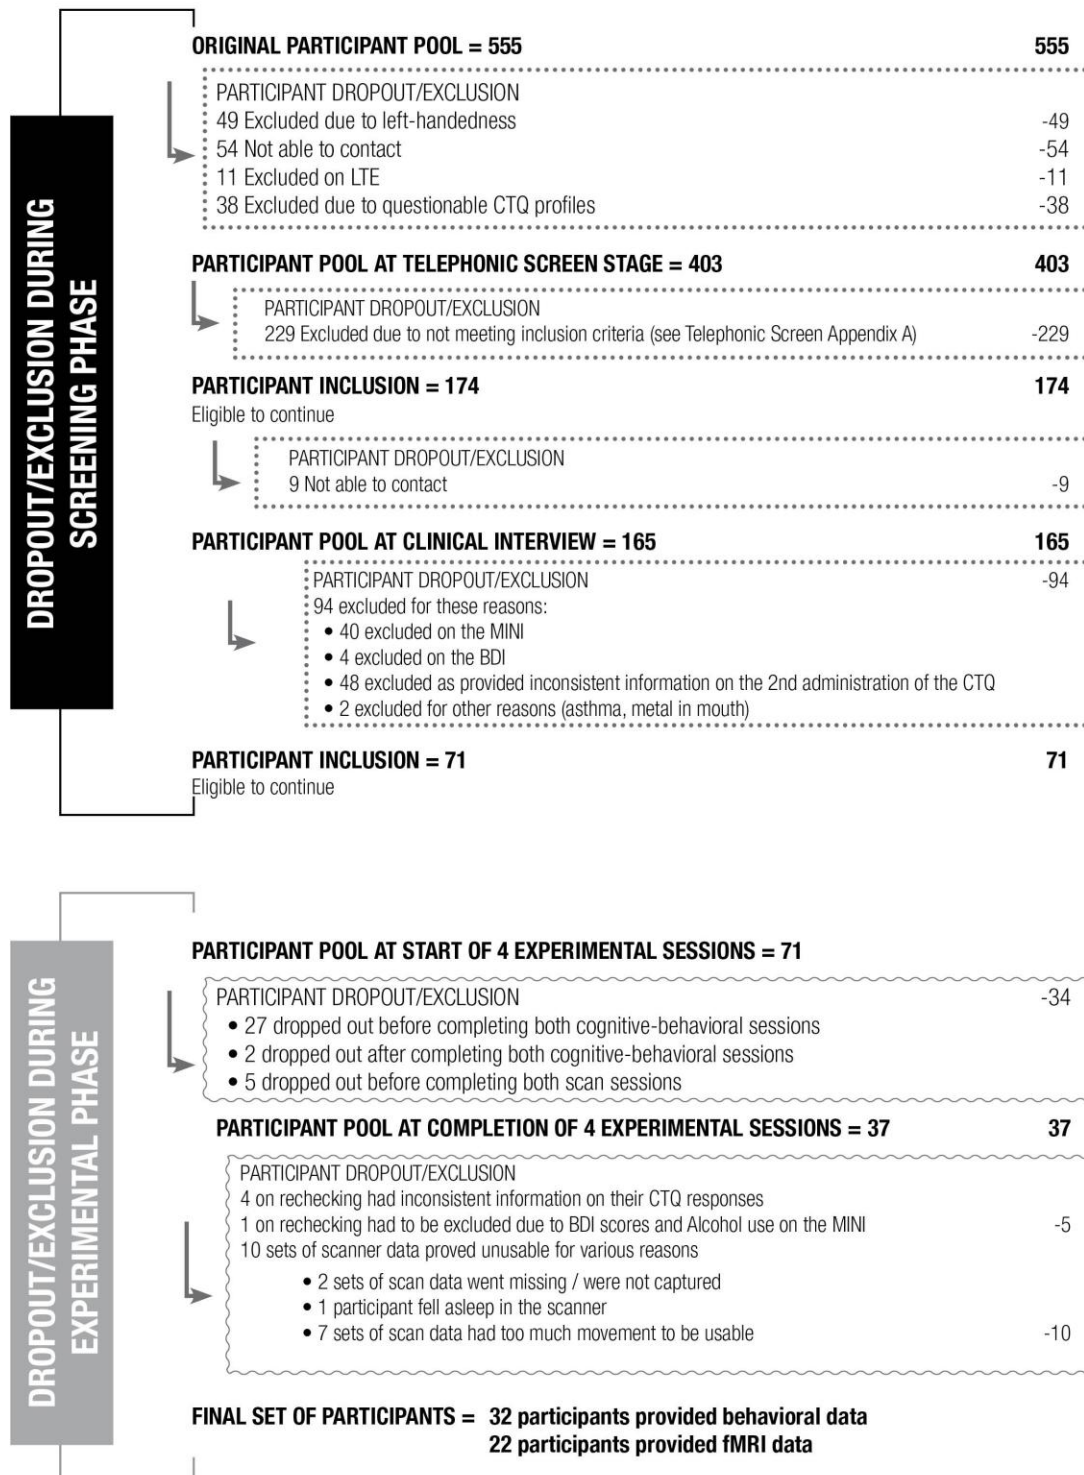 DROPOUT/EXCLUSION DURING
SCREENING PHASE
ORIGINAL PARTICIPANT POOL = 555 555
PARTICIPANT DROPOUT/EXCLUSION
49 Excluded due to left-handedness -49
54 Not able to contact -54
11 Excluded on LTE -11
38 Excluded due to questionable CTQ profiles -38
PARTICIPANT POOL AT TELEPHONIC SCREEN STAGE = 403 403
PARTICIPANT DROPOUT/EXCLUSION
229 Excluded due to not meeting inclusion criteria (see Telephonic Screen Appendix A) -229
PARTICIPANT INCLUSION = 174 174
Eligible to continue
PARTICIPANT DROPOUT/EXCLUSION
9 Not able to contact -9
PARTICIPANT POOL AT CLINICAL INTERVIEW = 165 165
PARTICIPANT DROPOUT/EXCLUSION -94
94 excluded for these reasons:
• 40 excluded on the MINI
• 4 excluded on the BDI
• 48 excluded as provided inconsistent information on the 2nd administration of the CTQ
• 2 excluded for other reasons (asthma, metal in mouth)
PARTICIPANT INCLUSION = 71 71
Eligible to continue
DROPOUT/EXCLUSION DURING
EXPERIMENTAL PHASE
PARTICIPANT POOL AT START OF 4 EXPERIMENTAL SESSIONS = 71
PARTICIPANT DROPOUT/EXCLUSION -34
• 27 dropped out before completing both cognitive-behavioral sessions
• 2 dropped out after completing both cognitive-behavioral sessions
• 5 dropped out before completing both scan sessions
PARTICIPANT POOL AT COMPLETION OF 4 EXPERIMENTAL SESSIONS = 37 37
PARTICIPANT DROPOUT/EXCLUSION
4 on rechecking had inconsistent information on their CTQ responses
1 on rechecking had to be excluded due to BDI scores and Alcohol use on the MINI -5
10 sets of scanner data proved unusable for various reasons
• 2 sets of scan data went missing / were not captured
• 1 participant fell asleep in the scanner
• 7 sets of scan data had too much movement to be usable -10
FINAL SET OF PARTICIPANTS = 32 participants provided behavioral data
22 participants provided fMRI data